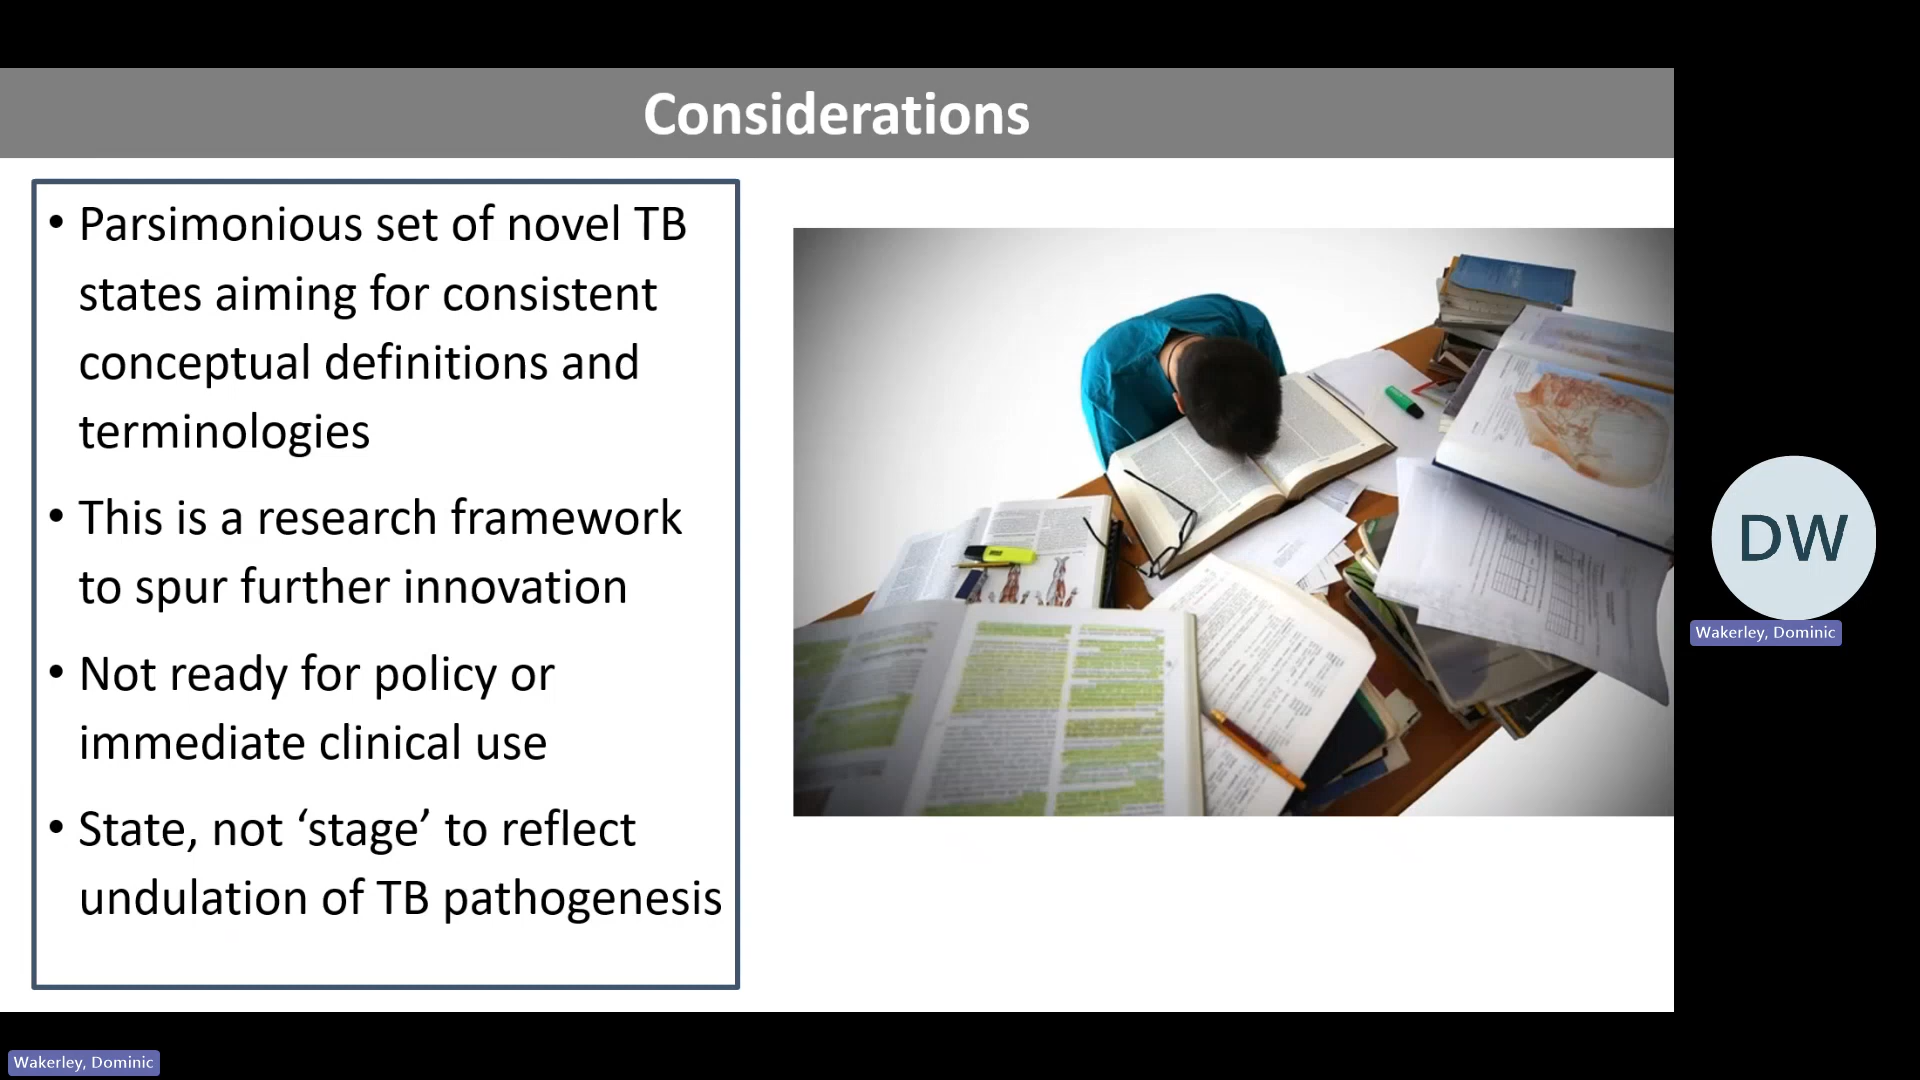 Considerations
• Parsimonious set of novel TB
states aiming for consistent
conceptual definitions and
terminologies
• This is a research framework
to spur further innovation
• Not ready for policy or
immediate clinical use
• State, not ‘stage’ to reflect
undulation of TB pathogenesis
DW
Wakerley, Dominic
Wakerley, Dominic